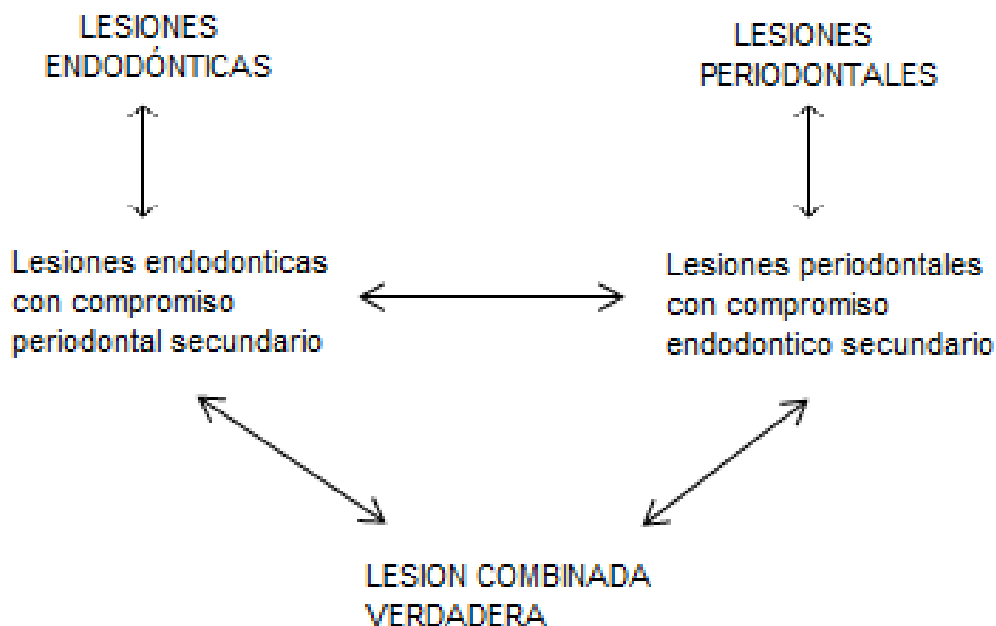 LESIONES
ENDODÓNTICAS
LESIONES
PERIODONTALES
Lesiones endodonticas
con compromiso
periodontal secundario
Lesiones periodontales
con compromiso
endodontico secundario
LESION COMBINADA
VERDADERA